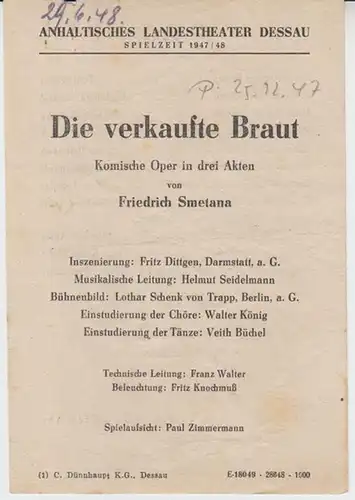 29.6.48.
ANHALTISCHES LANDESTHEATER DESSAU
SPIELZEIT 1947/48
P. 25.12.47
Die verkaufte Braut
Komische Oper in drei Akten
von
Friedrich Smetana
Inszenierung: Fritz Dittgen, Darmstatt, a. G.
Musikalische Leitung: Helmut Seidelmann
Bühnenbild: Lothar Schenk von Trapp, Berlin, a. G.
Einstudierung der Chöre: Walter König
Einstudierung der Tänze: Veith Büchel
Technische Leitung: Franz Walter
Beleuchtung: Fritz Knochmuß
Spielaufsicht: Paul Zimmermann
(1) C. Dünnhaupt K.G., Dessau E-18049 - 28648 - 1000